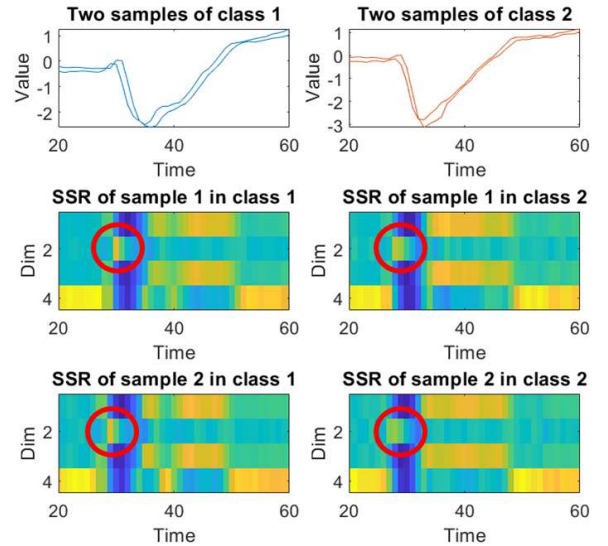 Two samples of class 1
Two samples of class 2
1
0
-1
-2
Value
20
40
60
Time
1
0
-1
-2
-3
Value
20
40
60
Time
SSR of sample 1 in class 1
SSR of sample 1 in class 2
2
4
Dim
20
40
60
Time
2
4
Dim
20
40
60
Time
SSR of sample 2 in class 1
SSR of sample 2 in class 2
2
4
Dim
20
40
60
Time
2
4
Dim
20
40
60
Time